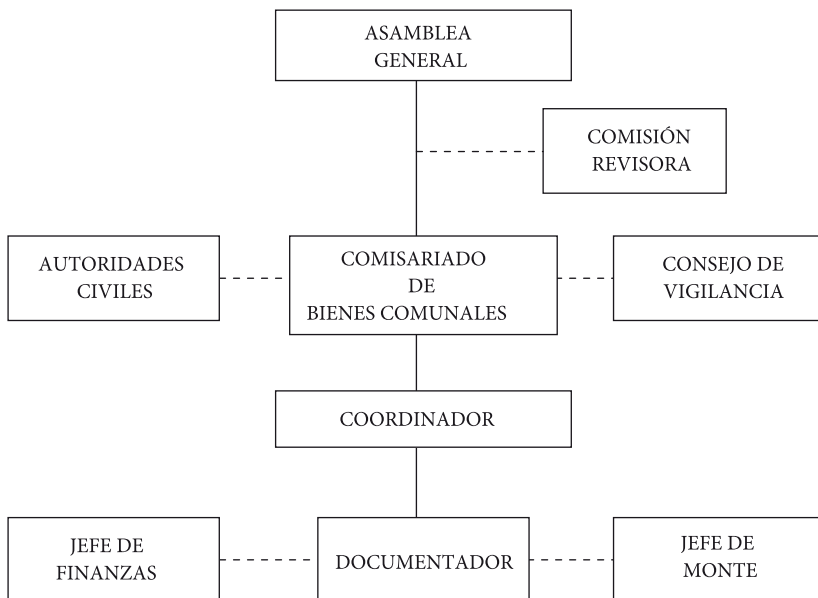 ASAMBLEA
GENERAL
COMISIÓN
REVISORA
AUTORIDADES
CIVILES
COMISARIADO
DE
BIENES COMUNALES
CONSEJO DE
VIGILANCIA
COORDINADOR
JEFE DE
FINANZAS
DOCUMENTADOR
JEFE DE
MONTE